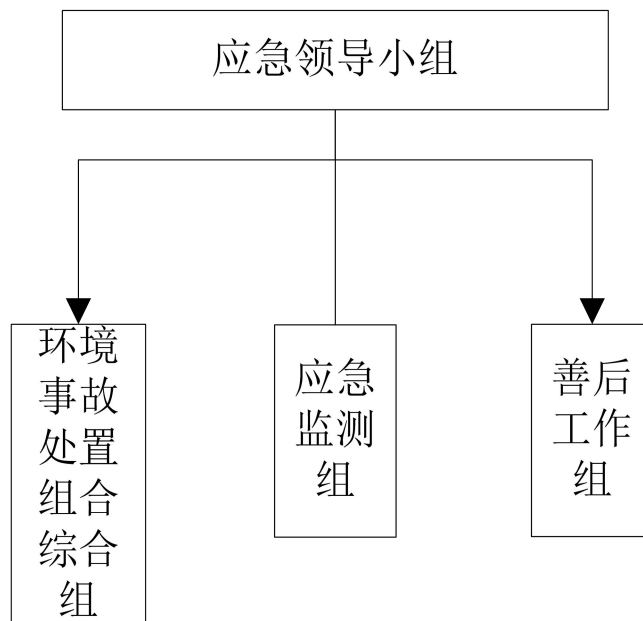 应急领导小组
环境
事故
处置
组合
综合
组
应急
监测
组
善后
工作
组